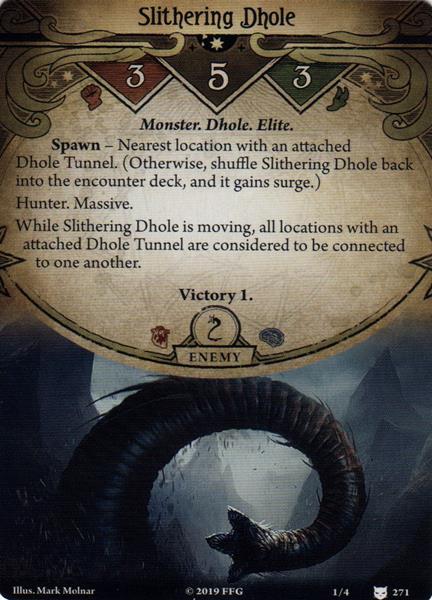 Slithering Dhole
3 5 3
Monster. Dhole. Elite.
Spawn – Nearest location with an attached
Dhole Tunnel. (Otherwise, shuffle Slithering Dhole back
into the encounter deck, and it gains surge.)
Hunter. Massive.
While Slithering Dhole is moving, all locations with an
attached Dhole Tunnel are considered to be connected
to one another.
Victory 1.
ENEMY
Illus. Mark Molnar © 2019 FFG 1/4 271